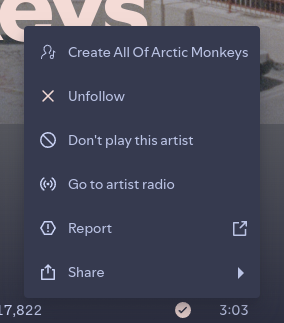 eys
Create All Of Arctic Monkeys
Unfollow
Don't play this artist
Go to artist radio
Report
Share
17,822
3:03